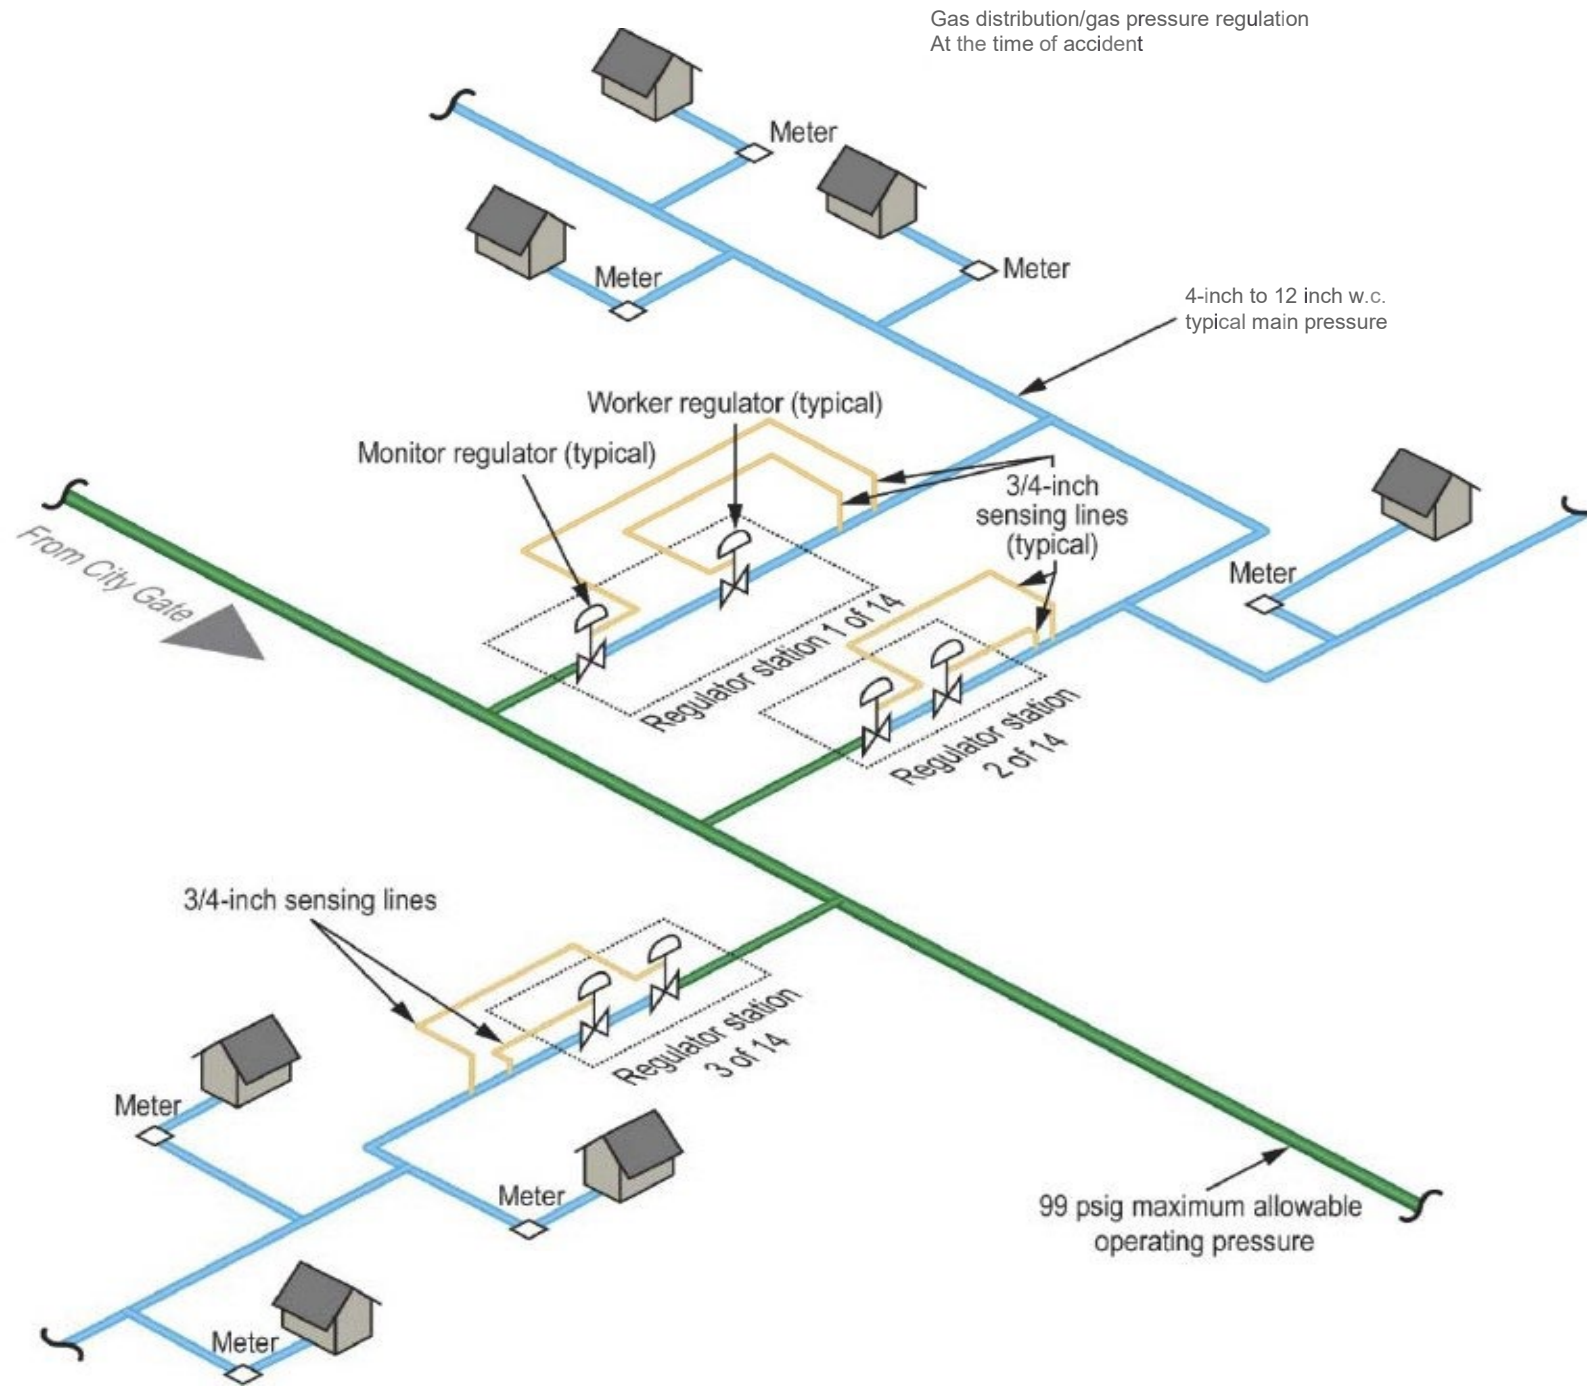 Gas distribution/gas pressure regulation
At the time of accident
Meter
Meter
Meter
4-inch to 12 inch w.c.
typical main pressure
Worker regulator (typical)
Monitor regulator (typical)
3/4-inch
sensing lines
(typical)
From City Gate
Meter
Regulator station 1 of 14
Regulator station
2 of 14
3/4-inch sensing lines
Regulator station
3 of 14
Meter
Meter
99 psig maximum allowable
operating pressure
Meter